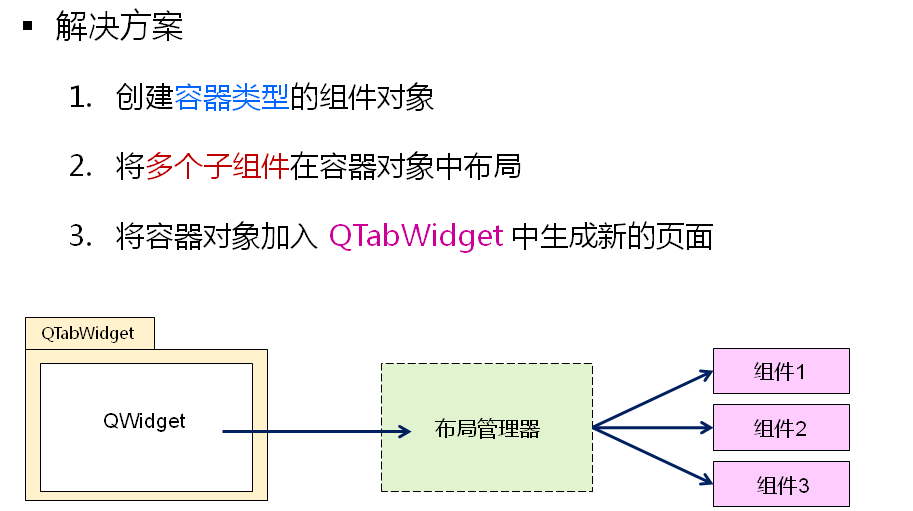 ▪ 解决方案
1. 创建容器类型的组件对象
2. 将多个子组件在容器对象中布局
3. 将容器对象加入 QTabWidget 中生成新的页面
QTabWidget
QWidget
布局管理器
组件1
组件2
组件3